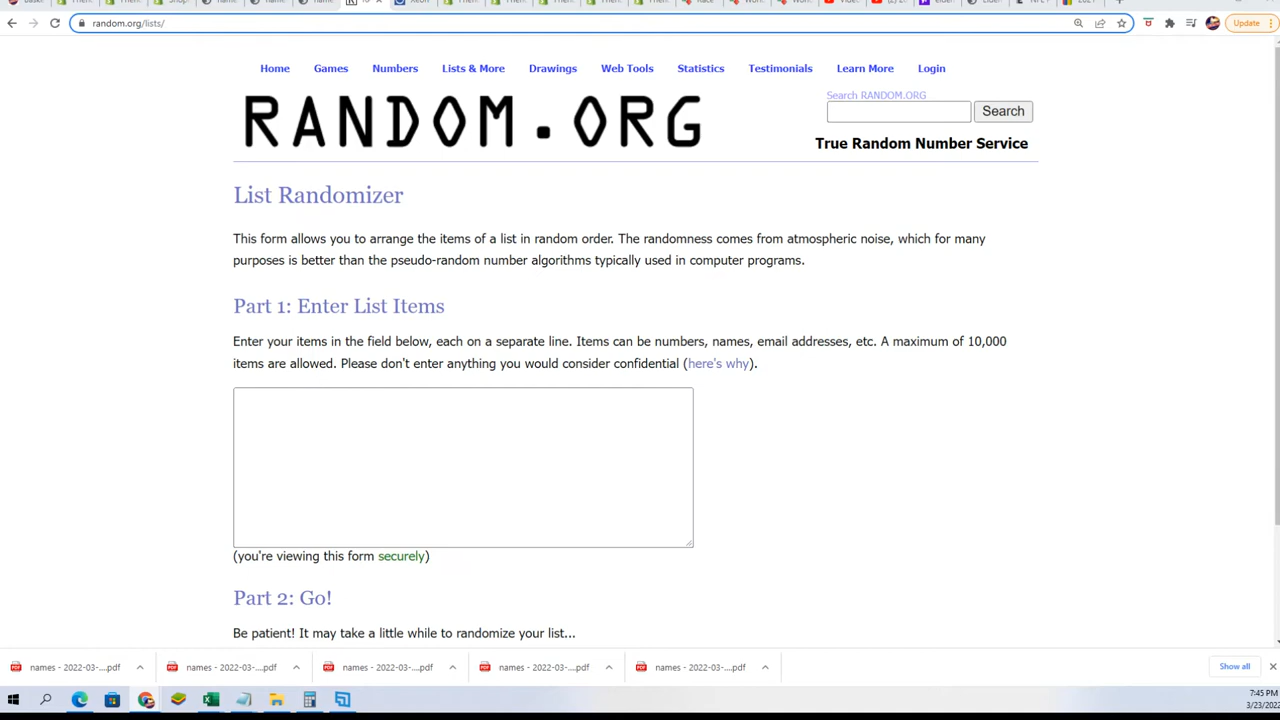 random.org/lists/
Update
Home Games Numbers Lists & More Drawings Web Tools Statistics Testimonials Learn More Login
Search RANDOM.ORG
RANDOM.ORG
Search
True Random Number Service
List Randomizer
This form allows you to arrange the items of a list in random order. The randomness comes from atmospheric noise, which for many
purposes is better than the pseudo-random number algorithms typically used in computer programs.
Part 1: Enter List Items
Enter your items in the field below, each on a separate line. Items can be numbers, names, email addresses, etc. A maximum of 10,000
items are allowed. Please don't enter anything you would consider confidential (here's why).
(you're viewing this form securely)
Part 2: Go!
Be patient! It may take a little while to randomize your list...
names - 2022-03-....pdf names - 2022-03-....pdf names - 2022-03-....pdf names - 2022-03-....pdf names - 2022-03-....pdf Show all
7:45 PM
3/23/2022